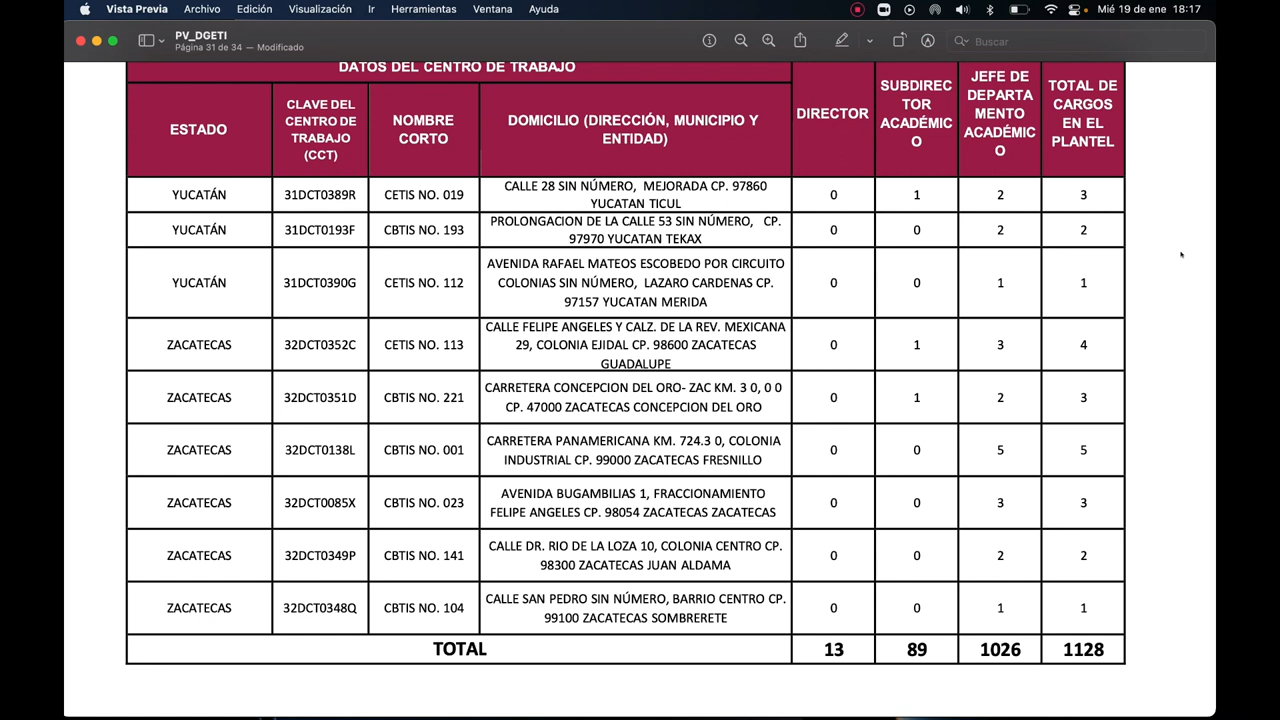 Vista Previa Archivo Edición Visualización Ir Herramientas Ventana Ayuda Mié 19 de ene 18:17
PV_DGETI
Página 31 de 34 — Modificado
Buscar
DATOS DEL CENTRO DE TRABAJO
ESTADO
CLAVE DEL
CENTRO DE
TRABAJO
(CCT)
NOMBRE
CORTO
DOMICILIO (DIRECCIÓN, MUNICIPIO Y
ENTIDAD)
DIRECTOR
SUBDIREC
TOR
ACADÉMIC
O
JEFE DE
DEPARTA
MENTO
ACADÉMIC
O
TOTAL DE
CARGOS
EN EL
PLANTEL
YUCATÁN 31DCT0389R CETIS NO. 019 CALLE 28 SIN NÚMERO, MEJORADA CP. 97860 0 1 2 3
YUCATAN TICUL
YUCATÁN 31DCT0193F CBTIS NO. 193 PROLONGACION DE LA CALLE 53 SIN NÚMERO, CP. 0 0 2 2
97970 YUCATAN TEKAX
YUCATÁN 31DCT0390G CETIS NO. 112 AVENIDA RAFAEL MATEOS ESCOBEDO POR CIRCUITO 0 0 1 1
COLONIAS SIN NÚMERO, LAZARO CARDENAS CP.
97157 YUCATAN MERIDA
ZACATECAS 32DCT0352C CETIS NO. 113 CALLE FELIPE ANGELES Y CALZ. DE LA REV. MEXICANA 0 1 3 4
29, COLONIA EJIDAL CP. 98600 ZACATECAS
GUADALUPE
ZACATECAS 32DCT0351D CBTIS NO. 221 CARRETERA CONCEPCION DEL ORO- ZAC KM. 3 0, 0 0 0 1 2 3
CP. 47000 ZACATECAS CONCEPCION DEL ORO
ZACATECAS 32DCT0138L CBTIS NO. 001 CARRETERA PANAMERICANA KM. 724.3 0, COLONIA 0 0 5 5
INDUSTRIAL CP. 99000 ZACATECAS FRESNILLO
ZACATECAS 32DCT0085X CBTIS NO. 023 AVENIDA BUGAMBILIAS 1, FRACCIONAMIENTO 0 0 3 3
FELIPE ANGELES CP. 98054 ZACATECAS ZACATECAS
ZACATECAS 32DCT0349P CBTIS NO. 141 CALLE DR. RIO DE LA LOZA 10, COLONIA CENTRO CP. 0 0 2 2
98300 ZACATECAS JUAN ALDAMA
ZACATECAS 32DCT0348Q CBTIS NO. 104 CALLE SAN PEDRO SIN NÚMERO, BARRIO CENTRO CP. 0 0 1 1
99100 ZACATECAS SOMBRERETE
TOTAL 13 89 1026 1128